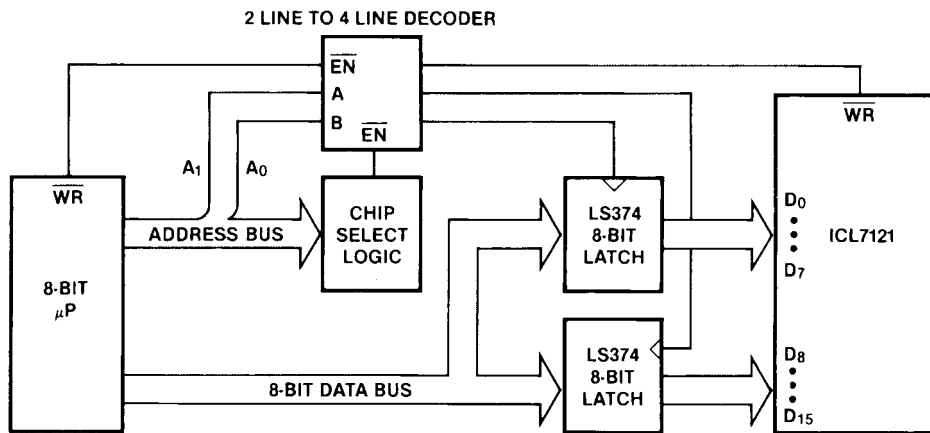 2 LINE TO 4 LINE DECODER
EN
A
B
EN
WR
A1
A0
WR
ADDRESS BUS
CHIP
SELECT
LOGIC
LS374
8-BIT
LATCH
D0
D7
ICL7121
8-BIT
μP
LS374
8-BIT
LATCH
D8
D15
8-BIT DATA BUS